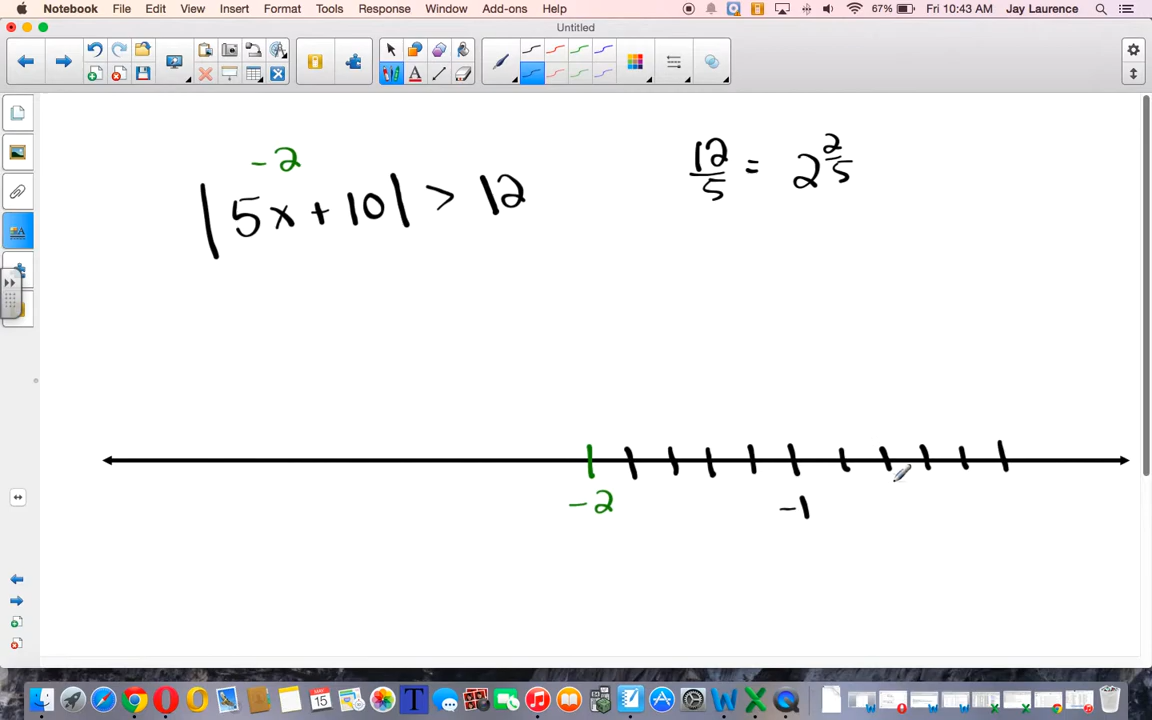 Notebook File Edit View Insert Format Tools Response Window Add-ons Help 67% Fri 10:43 AM Jay Laurence
Untitled
-2
|5x+10| > 12
12/5 = 2 2/5
-2 -1